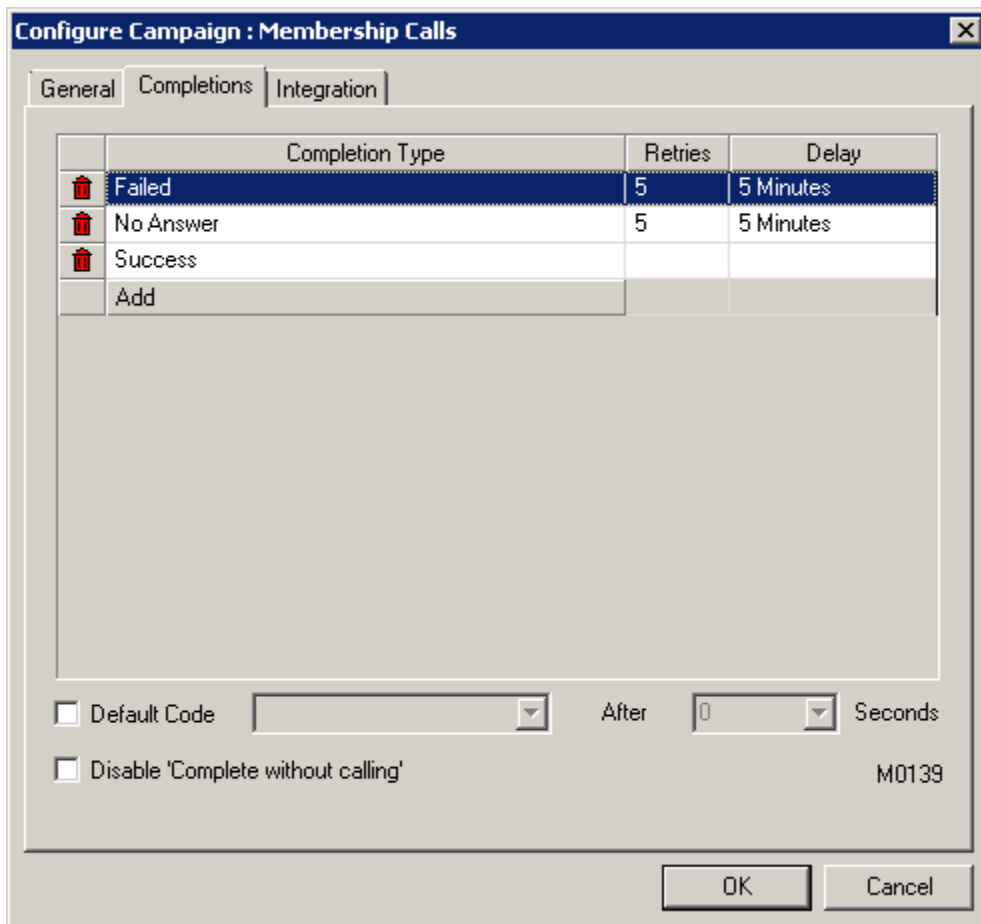 Configure Campaign : Membership Calls
General Completions Integration
Completion Type Retries Delay
Failed 5 5 Minutes
No Answer 5 5 Minutes
Success
Add
Default Code After 0 Seconds
Disable 'Complete without calling' M0139
OK Cancel